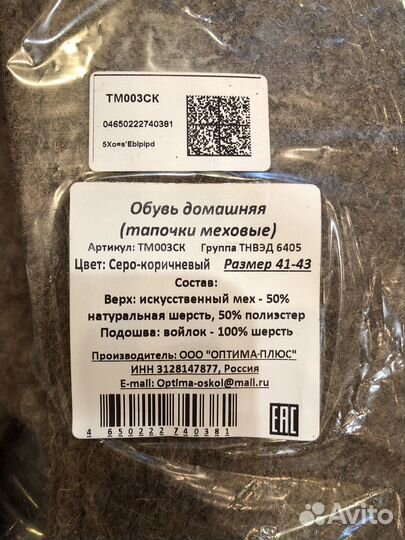 ТМ003СК
04650222740381
5Xo=s'Eblpipd
Обувь домашняя
(тапочки меховые)
Артикул: ТМ003СК Группа ТНВЭД 6405
Цвет: Серо-коричневый Размер 41-43
Состав:
Верх: искусственный мех - 50%
натуральная шерсть, 50% полиэстер
Подошва: войлок - 100% шерсть
Производитель: ООО "ОПТИМА-ПЛЮС"
ИНН 3128147877, Россия
E-mail: Optima-oskol@mail.ru
4 650222 740381
EAC
Avito